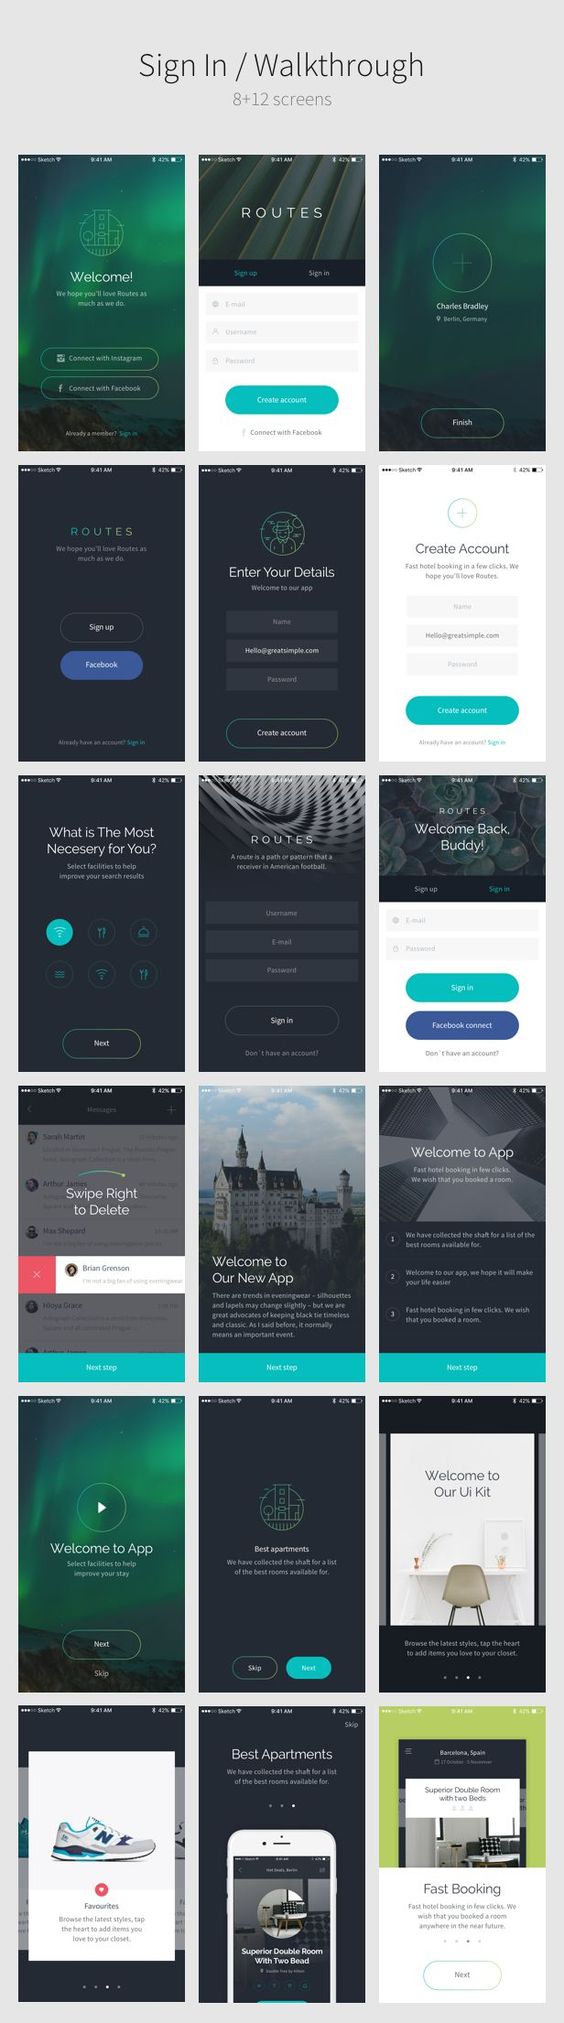 Sign In / Walkthrough
8+12 screens
Sketch 9:41 AM 42%
Welcome!
We hope you'll love Routes as
much as we do.
Connect with Instagram
Connect with Facebook
Already a member? Sign in
Sketch 9:41 AM 42%
ROUTES
Sign up Sign in
E-mail
Username
Password
Create account
Connect with Facebook
Sketch 9:41 AM 42%
Charles Bradley
Berlin, Germany
Finish
Sketch 9:41 AM 42%
ROUTES
We hope you'll love Routes as
much as we do.
Sign up
Facebook
Already have an account? Sign in
Sketch 9:41 AM 42%
Enter Your Details
Welcome to our app
Name
Hello@greatsimple.com
Password
Create account
Sketch 9:41 AM 42%
Create Account
Fast hotel booking in a few clicks. We
hope you'll love Routes.
Name
Hello@greatsimple.com
Password
Create account
Already have an account? Sign in
Sketch 9:41 AM 42%
What is The Most
Necesery for You?
Select facilities to help
improve your search results
Next
Sketch 9:41 AM 42%
ROUTES
A route is a path or pattern that a
receiver in American football.
Username
E-mail
Password
Sign in
Don´t have an account?
Sketch 9:41 AM 42%
ROUTES
Welcome Back,
Buddy!
Sign up Sign in
E-mail
Password
Sign in
Facebook connect
Don´t have an account?
Sketch 9:41 AM 42%
Messages
Sarah Martin
Arthur James
Swipe Right
to Delete
Max Shepard
Brian Grenson
I'm not a big fan of eveningwear
Hloya Grace
Next step
Sketch 9:41 AM 42%
Welcome to
Our New App
There are trends in eveningwear – silhouettes
and lapels may change slightly – but we are
great advocates of keeping black tie timeless
and classic. As I said before, it normally
means an important event.
Next step
Sketch 9:41 AM 42%
Welcome to App
Fast hotel booking in few clicks.
We wish that you booked a room.
1 We have collected the shaft for a list of the
best rooms available for.
2 Welcome to our app, we hope it will make
your life easier
3 Fast hotel booking in few clicks. We wish
that you booked a room.
Next step
Sketch 9:41 AM 42%
Welcome to App
Select facilities to help
improve your stay
Next
Skip
Sketch 9:41 AM 42%
Best apartments
We have collected the shaft for a list
of the best rooms available for.
Skip Next
Sketch 9:41 AM 42%
Welcome to
Our Ui Kit
Browse the latest styles, tap the heart
to add items you love to your closet.
Sketch 9:41 AM 42%
N
Favourites
Browse the latest styles, tap
the heart to add items you
love to your closet.
Sketch 9:41 AM 42%
Skip
Best Apartments
We have collected the shaft for a list
of the best rooms available for.
9:41 AM
Hot Deals, Berlin
Superior Double Room
With Two Bead
Double Tree by Hilton
Sketch 9:41 AM 42%
Barcelona, Spain
17 October - 5 November
Superior Double Room
with two Beds
Fast Booking
Fast hotel booking in few clicks. We
wish that you booked a room
anywhere in the near future.
Next